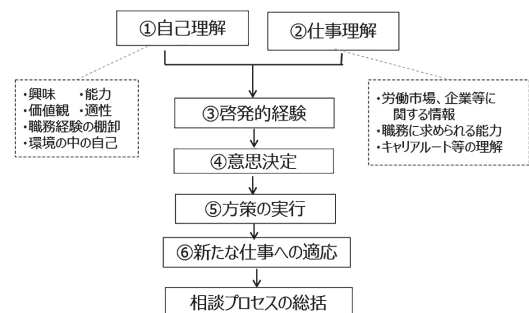 ①自己理解
②仕事理解
・興味　・能力
・価値観　・適性
・職務経験の棚卸
・環境の中の自己
・労働市場、企業等に
関する情報
・職務に求められる能力
・キャリアルート等の理解
③啓発的経験
④意思決定
⑤方策の実行
⑥新たな仕事への適応
相談プロセスの総括